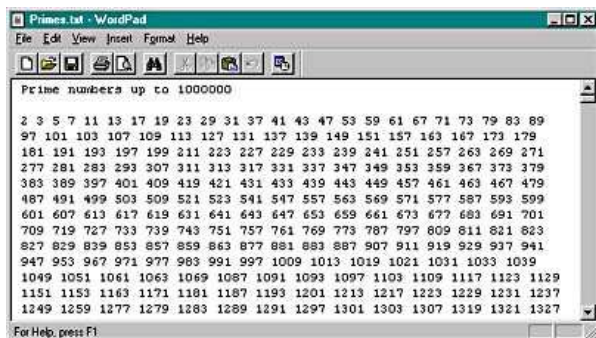 Primes.txt - WordPad
File Edit View Insert Format Help
Prime numbers up to 1000000
2 3 5 7 11 13 17 19 23 29 31 37 41 43 47 53 59 61 67 71 73 79 83 89
97 101 103 107 109 113 127 131 137 139 149 151 157 163 167 173 179
181 191 193 197 199 211 223 227 229 233 239 241 251 257 263 269 271
277 281 283 293 307 311 313 317 331 337 347 349 353 359 367 373 379
383 389 397 401 409 419 421 431 433 439 443 449 457 461 463 467 479
487 491 499 503 509 521 523 541 547 557 563 569 571 577 587 593 599
601 607 613 617 619 631 641 643 647 653 659 661 673 677 683 691 701
709 719 727 733 739 743 751 757 761 769 773 787 797 809 811 821 823
827 829 839 853 857 859 863 877 881 883 887 907 911 919 929 937 941
947 953 967 971 977 983 991 997 1009 1013 1019 1021 1031 1033 1039
1049 1051 1061 1063 1069 1087 1091 1093 1097 1103 1109 1117 1123 1129
1151 1153 1163 1171 1181 1187 1193 1201 1213 1217 1223 1229 1231 1237
1249 1259 1277 1279 1283 1289 1291 1297 1301 1303 1307 1319 1321 1327
For Help, press F1